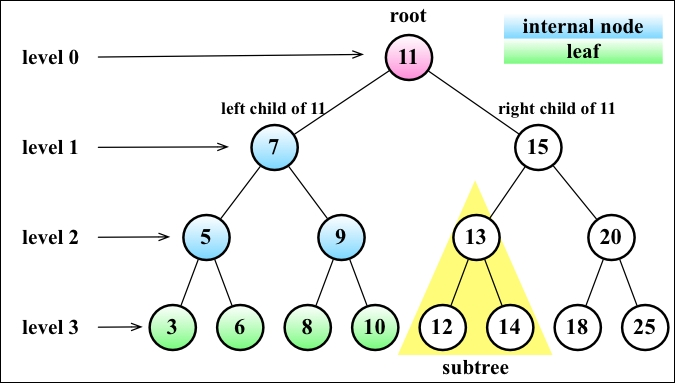 root
internal node
leaf
level 0
11
left child of 11
right child of 11
level 1
7
15
level 2
5
9
13
20
level 3
3
6
8
10
12
14
18
25
subtree